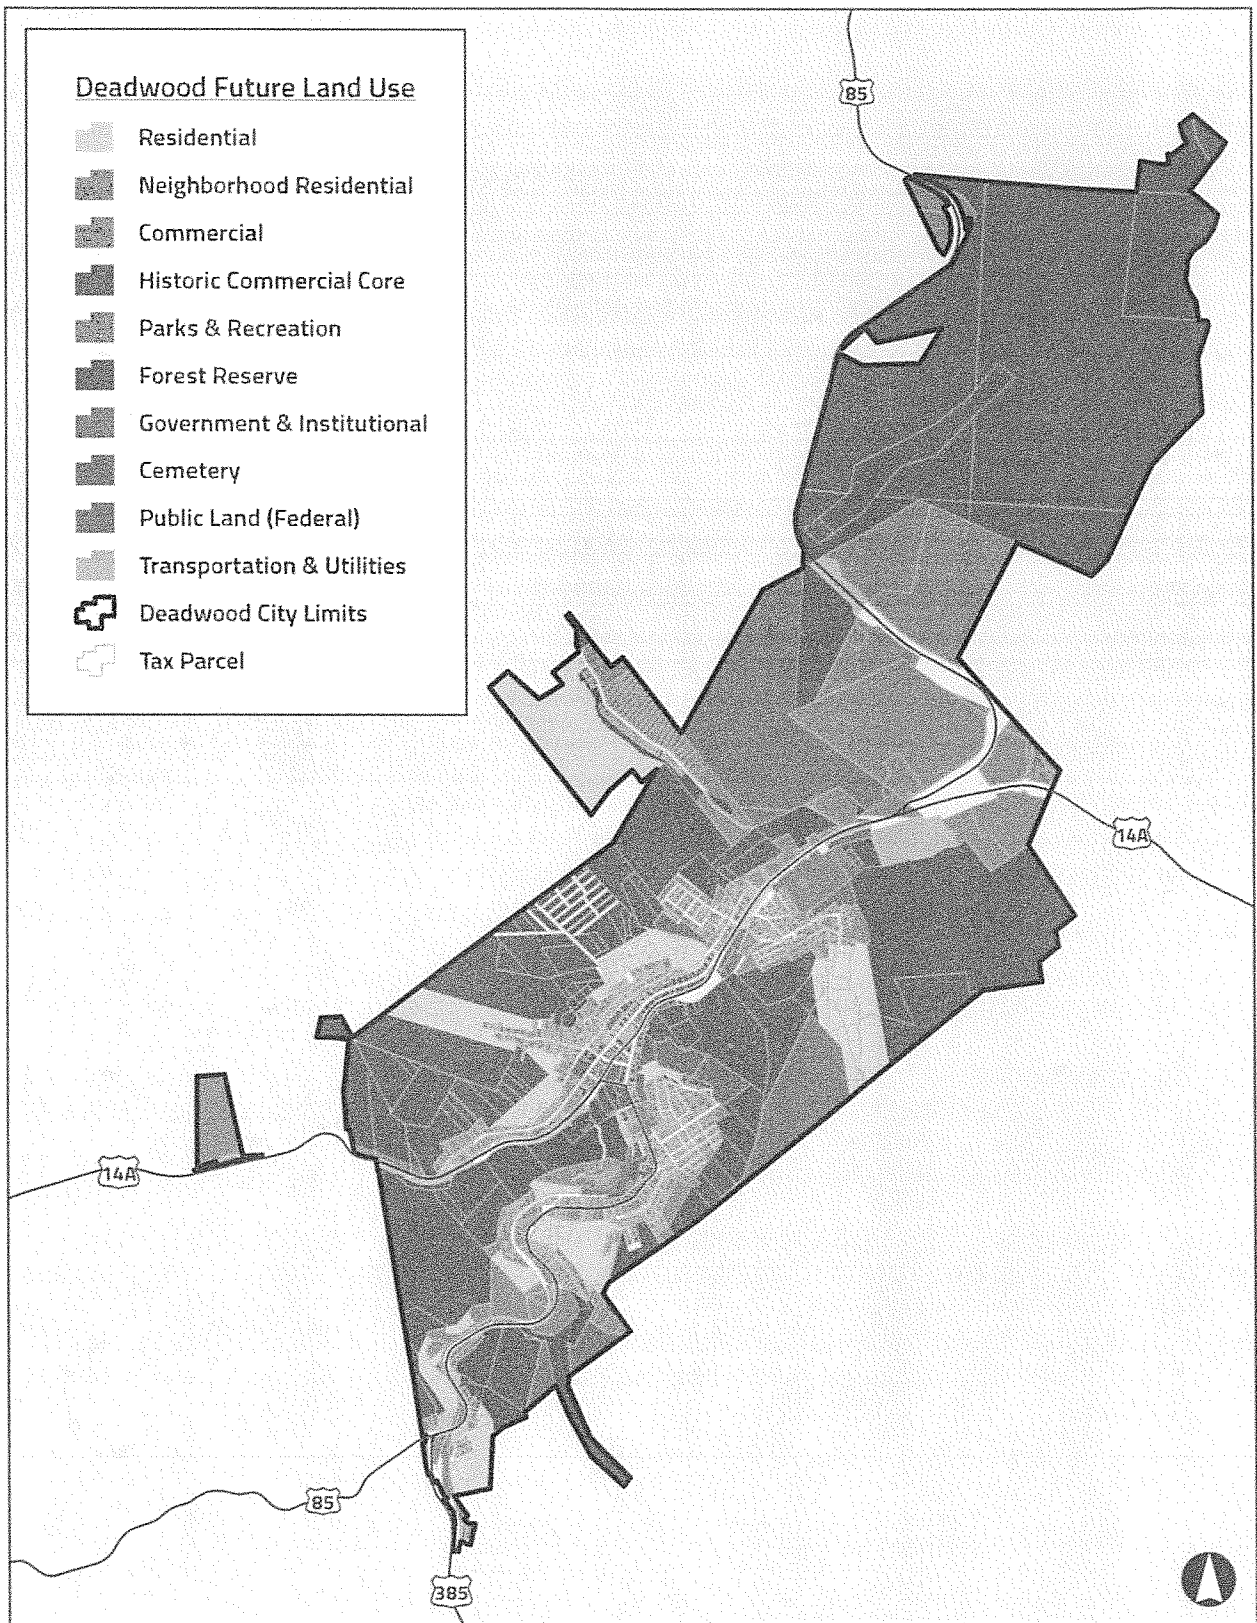 Deadwood Future Land Use
Residential
Neighborhood Residential
Commercial
Historic Commercial Core
Parks & Recreation
Forest Reserve
Government & Institutional
Cemetery
Public Land (Federal)
Transportation & Utilities
Deadwood City Limits
Tax Parcel
85
14A
14A
85
385